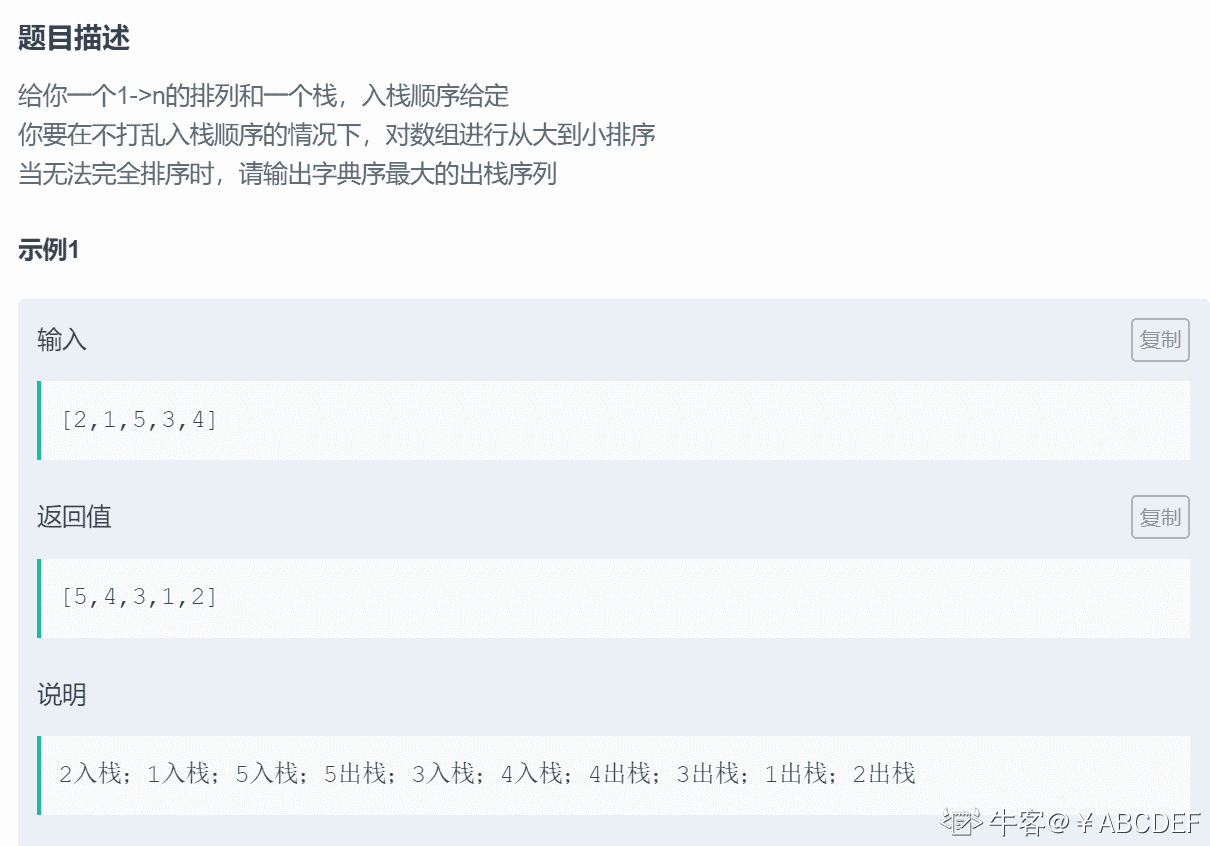 题目描述
给你一个1->n的排列和一个栈，入栈顺序给定
你要在不打乱入栈顺序的情况下，对数组进行从大到小排序
当无法完全排序时，请输出字典序最大的出栈序列
示例1
输入
复制
[2,1,5,3,4]
返回值
复制
[5,4,3,1,2]
说明
2入栈；1入栈；5入栈；5出栈；3入栈；4入栈；4出栈；3出栈；1出栈；2出栈
牛客@￥ABCDEF